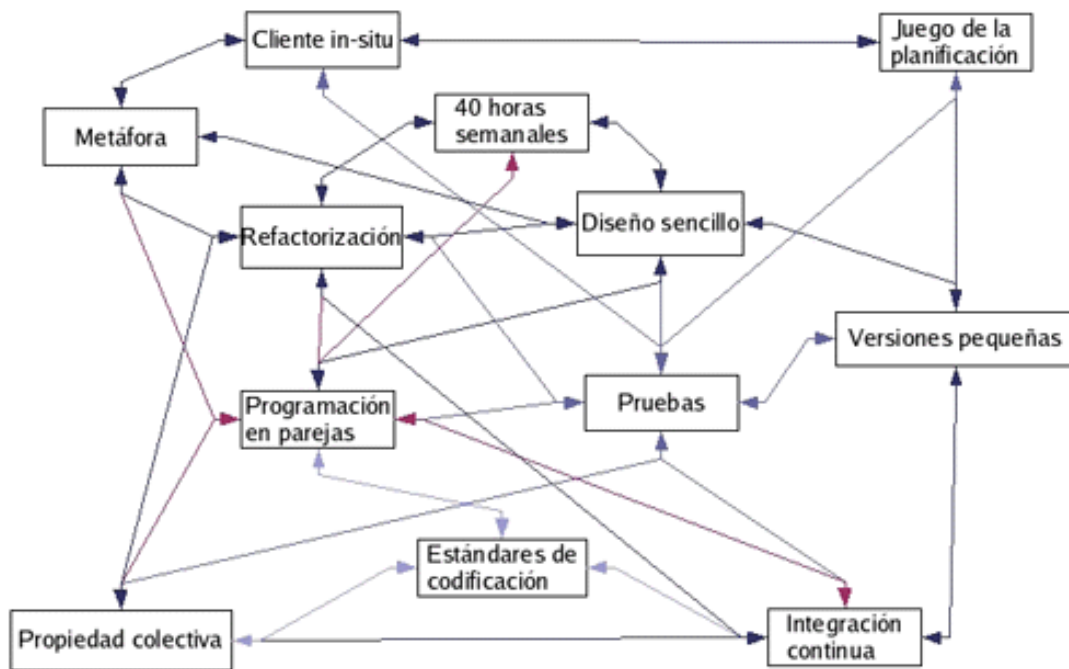 Cliente in-situ
Juego de la
planificación
40 horas
semanales
Metáfora
Refactorización
Diseño sencillo
Versiones pequeñas
Programación
en parejas
Pruebas
Estándares de
codificación
Propiedad colectiva
Integración
continua